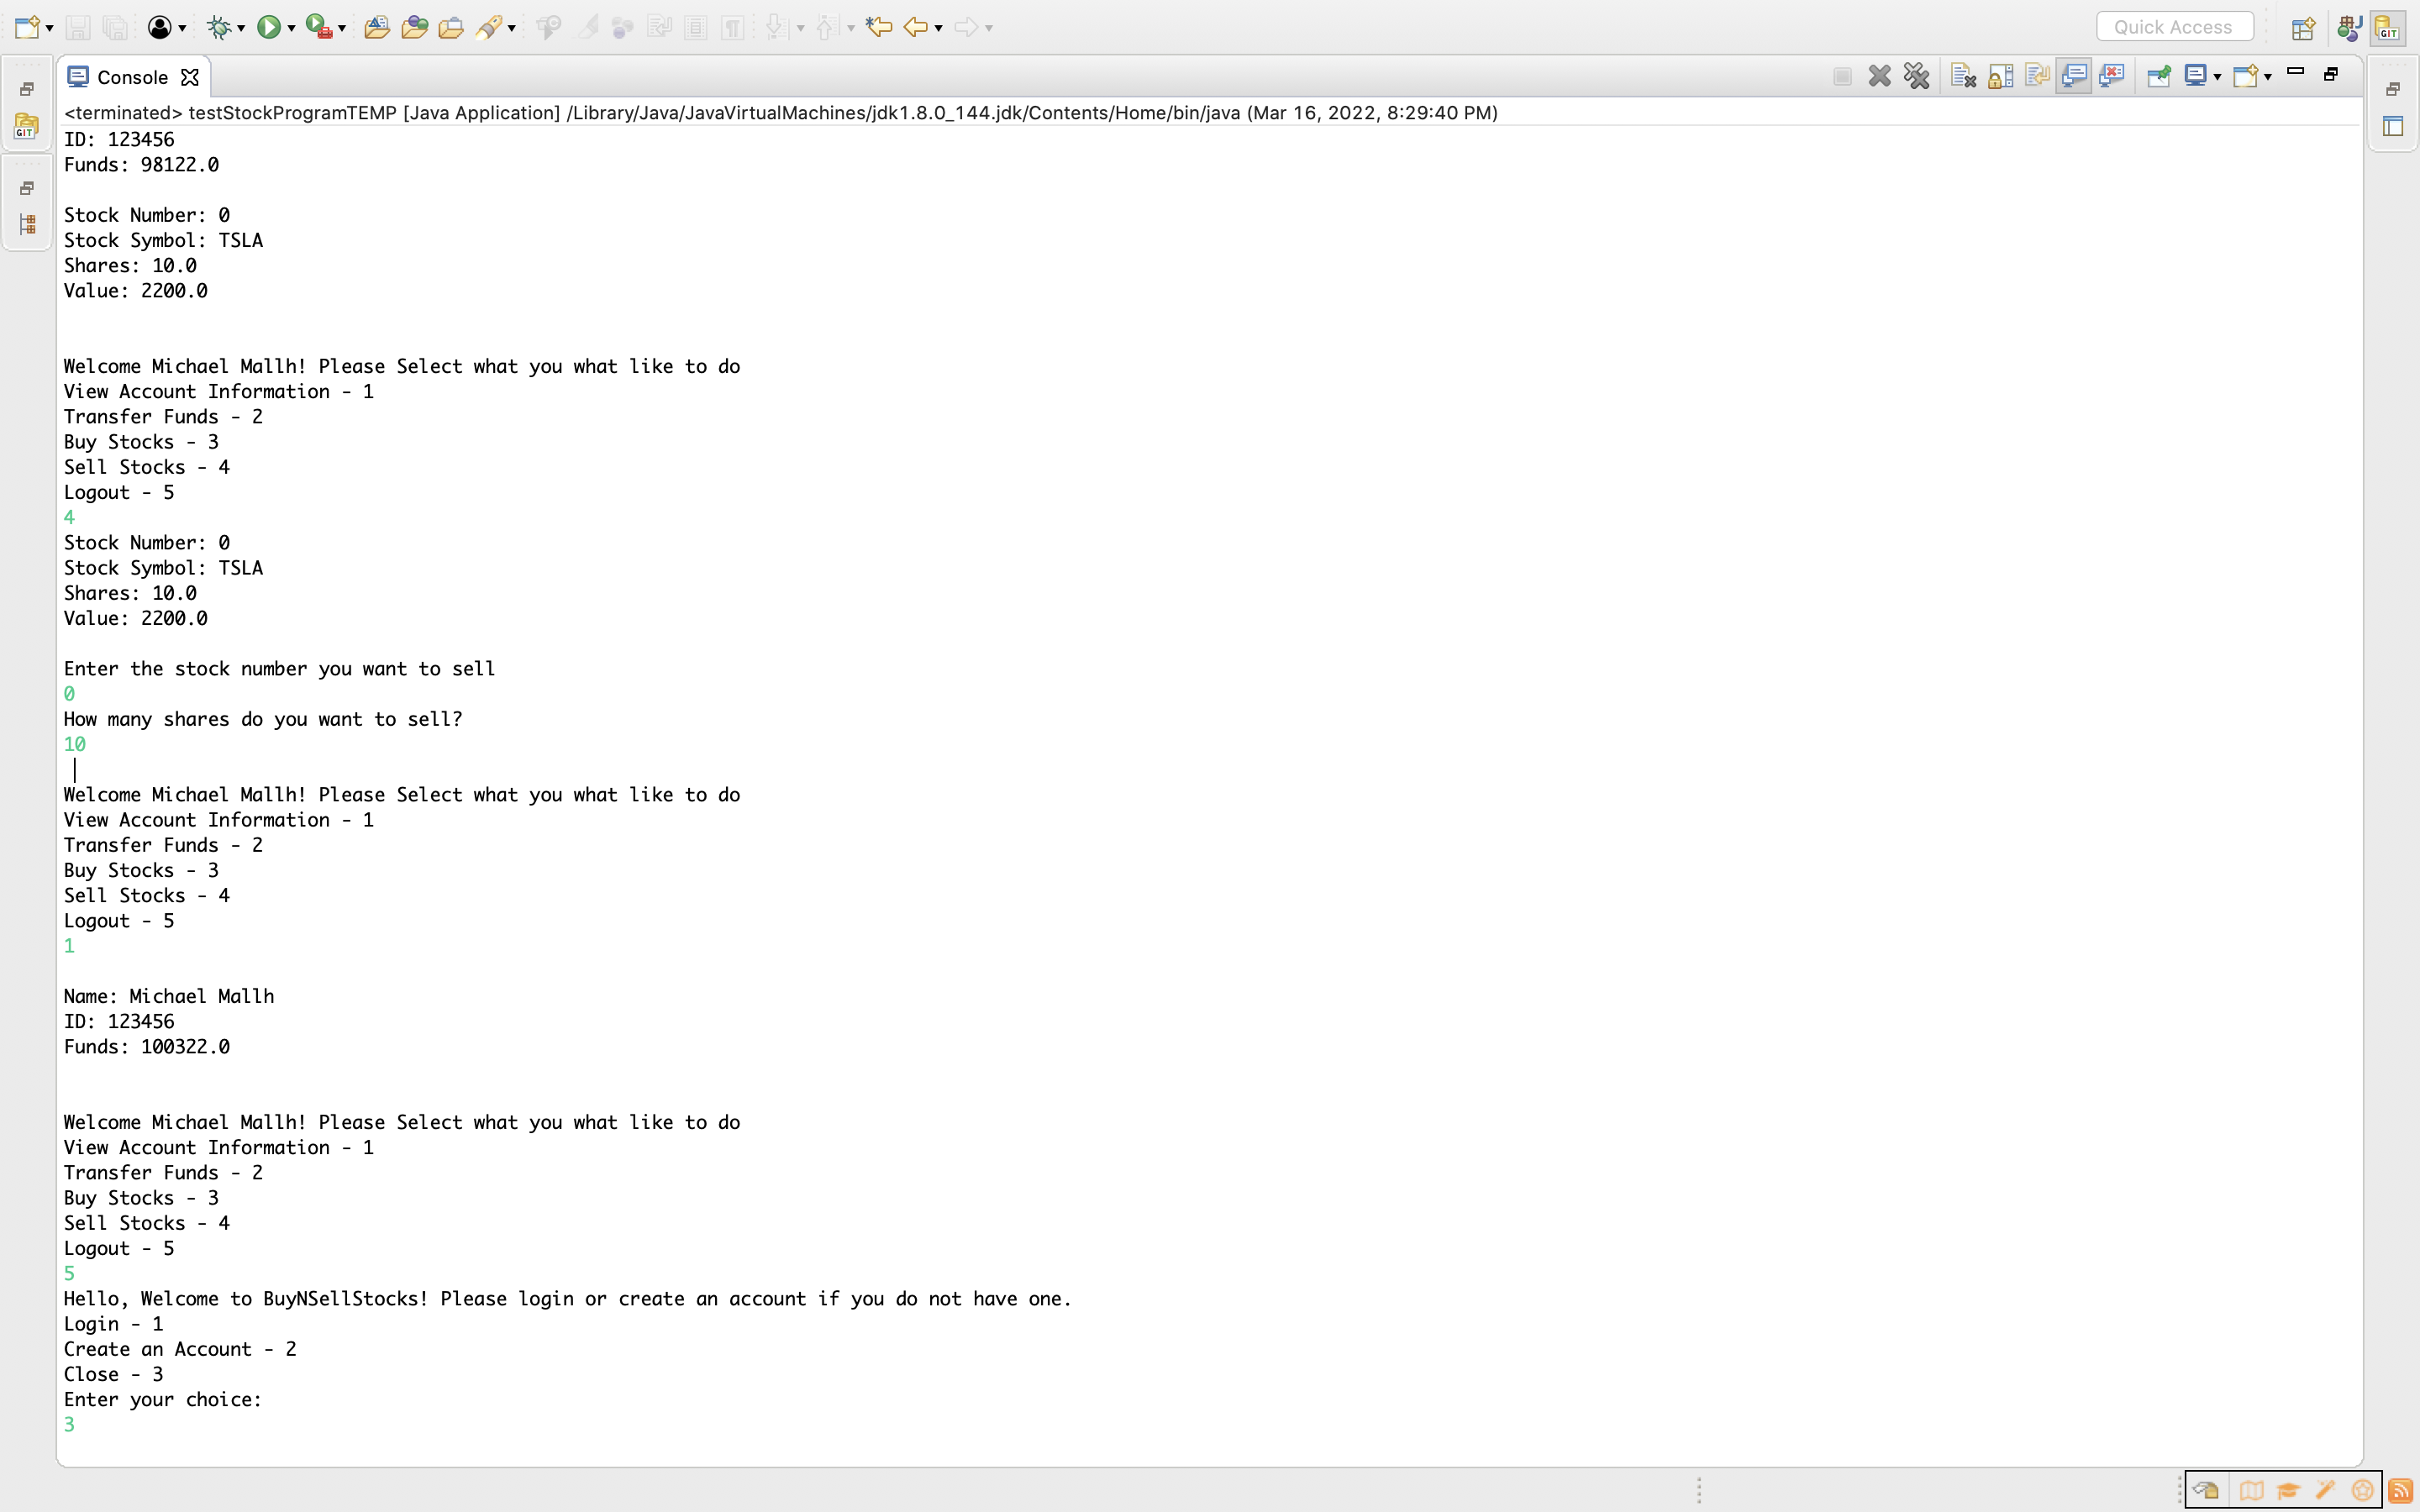 Quick Access
Console
<terminated> testStockProgramTEMP [Java Application] /Library/Java/JavaVirtualMachines/jdk1.8.0_144.jdk/Contents/Home/bin/java (Mar 16, 2022, 8:29:40 PM)
ID: 123456
Funds: 98122.0
Stock Number: 0
Stock Symbol: TSLA
Shares: 10.0
Value: 2200.0
Welcome Michael Mallh! Please Select what you what like to do
View Account Information - 1
Transfer Funds - 2
Buy Stocks - 3
Sell Stocks - 4
Logout - 5
4
Stock Number: 0
Stock Symbol: TSLA
Shares: 10.0
Value: 2200.0
Enter the stock number you want to sell
0
How many shares do you want to sell?
10
Welcome Michael Mallh! Please Select what you what like to do
View Account Information - 1
Transfer Funds - 2
Buy Stocks - 3
Sell Stocks - 4
Logout - 5
1
Name: Michael Mallh
ID: 123456
Funds: 100322.0
Welcome Michael Mallh! Please Select what you what like to do
View Account Information - 1
Transfer Funds - 2
Buy Stocks - 3
Sell Stocks - 4
Logout - 5
5
Hello, Welcome to BuyNSellStocks! Please login or create an account if you do not have one.
Login - 1
Create an Account - 2
Close - 3
Enter your choice:
3
GIT
GIT